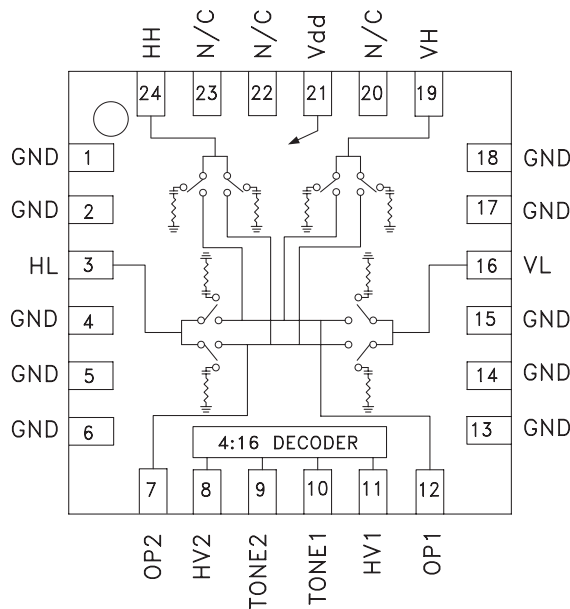 HH N/C N/C Vdd N/C VH
24 23 22 21 20 19
GND 1 18 GND
GND 2 17 GND
HL 3 16 VL
GND 4 15 GND
GND 5 14 GND
GND 6 13 GND
4:16 DECODER
7 8 9 10 11 12
OP2 HV2 TONE2 TONE1 HV1 OP1